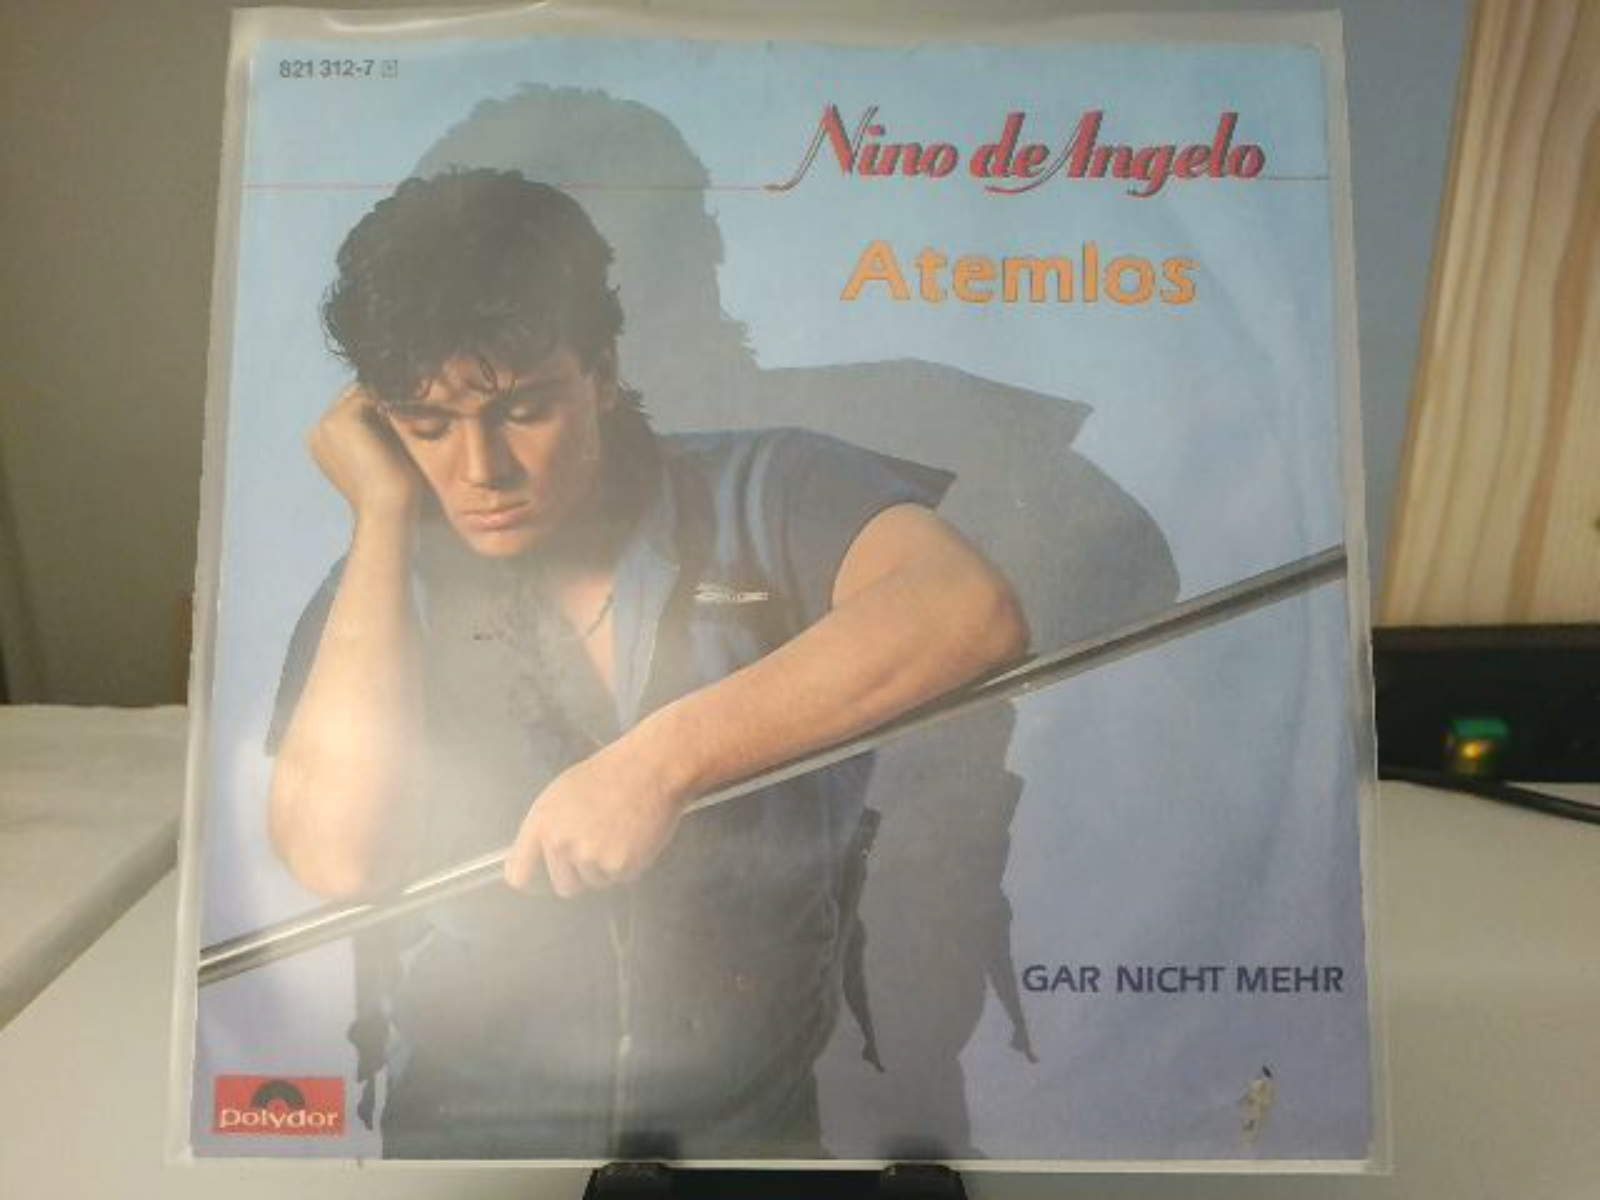 821 312-7
Nino de Angelo
Atemlos
GAR NICHT MEHR
polydor